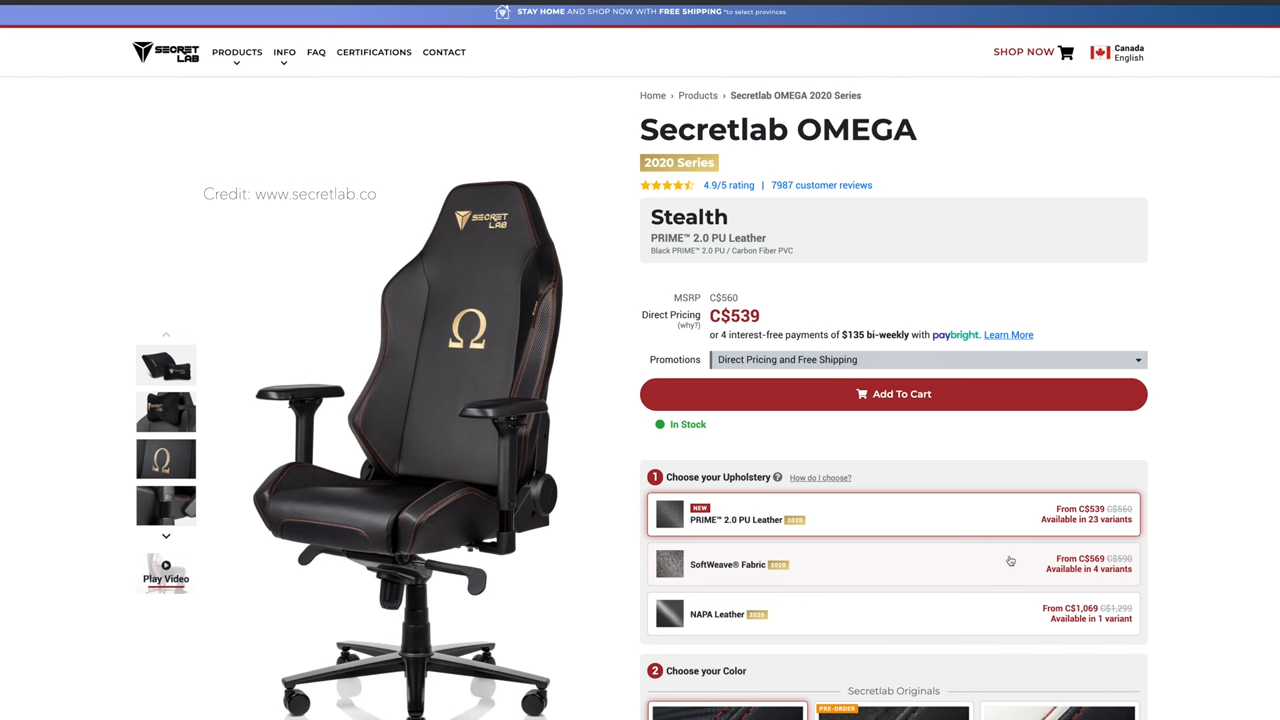 STAY HOME AND SHOP NOW WITH FREE SHIPPING *to select provinces
SECRET LAB
PRODUCTS
INFO
FAQ
CERTIFICATIONS
CONTACT
SHOP NOW
Canada
English
Home › Products › Secretlab OMEGA 2020 Series
Secretlab OMEGA
2020 Series
4.9/5 rating | 7987 customer reviews
Credit: www.secretlab.co
SECRET
LAB
Ω
Stealth
PRIME™ 2.0 PU Leather
Black PRIME™ 2.0 PU / Carbon Fiber PVC
MSRP C$560
Direct Pricing C$539
(why?)
or 4 interest-free payments of $135 bi-weekly with paybright. Learn More
Promotions Direct Pricing and Free Shipping
Add To Cart
In Stock
Play Video
1 Choose your Upholstery ? How do I choose?
NEW
PRIME™ 2.0 PU Leather 2020
From C$539 C$560
Available in 23 variants
SoftWeave® Fabric 2020
From C$569 C$590
Available in 4 variants
NAPA Leather 2020
From C$1,069 C$1,299
Available in 1 variant
2 Choose your Color
Secretlab Originals
PRE-ORDER